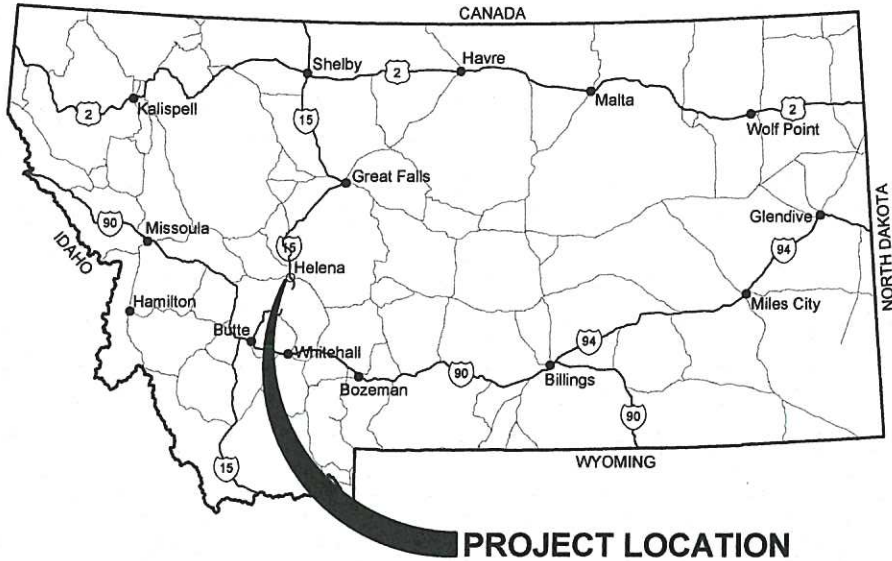 CANADA
Shelby
2
Havre
Kalispell
2
15
Malta
Wolf Point
2
Great Falls
90
Missoula
IDAHO
15
Helena
Glendive
94
NORTH DAKOTA
Hamilton
Miles City
Butte
Whitehall
94
Bozeman
90
Billings
90
15
WYOMING
PROJECT LOCATION